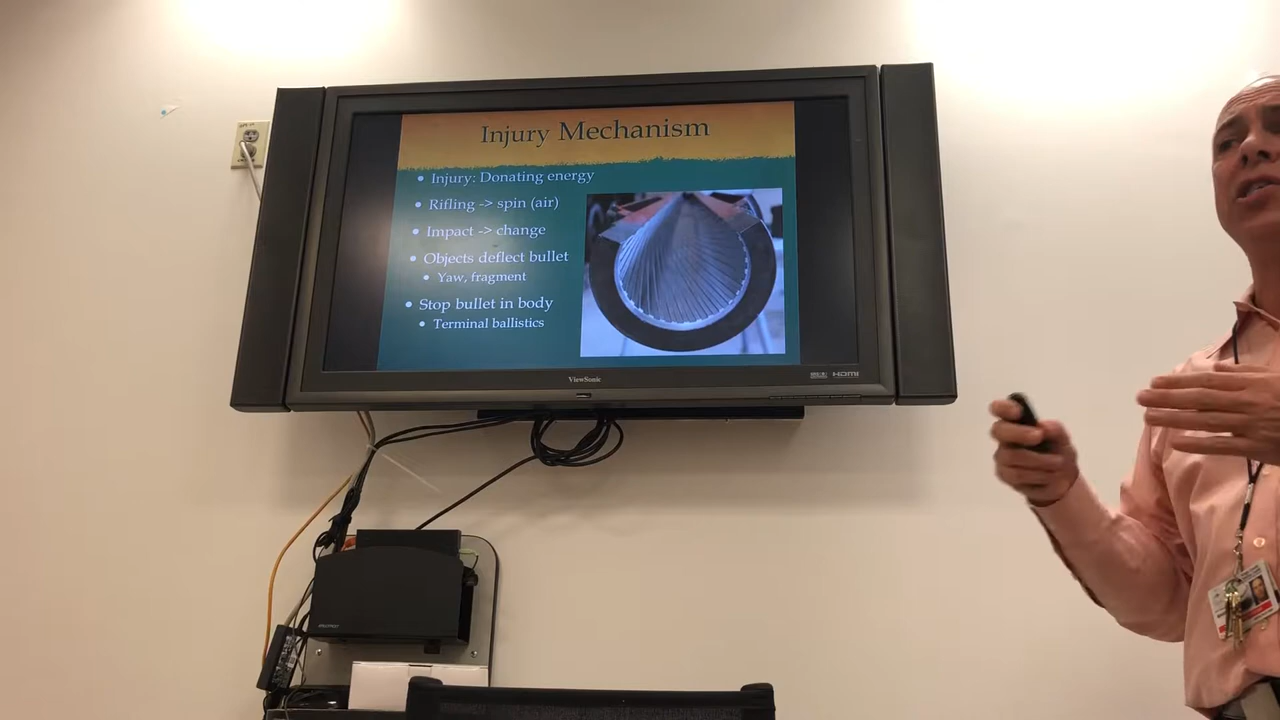 Injury Mechanism
• Injury: Donating energy
• Rifling -> spin (air)
• Impact -> change
• Objects deflect bullet
• Yaw, fragment
• Stop bullet in body
• Terminal ballistics
ViewSonic
HDMI